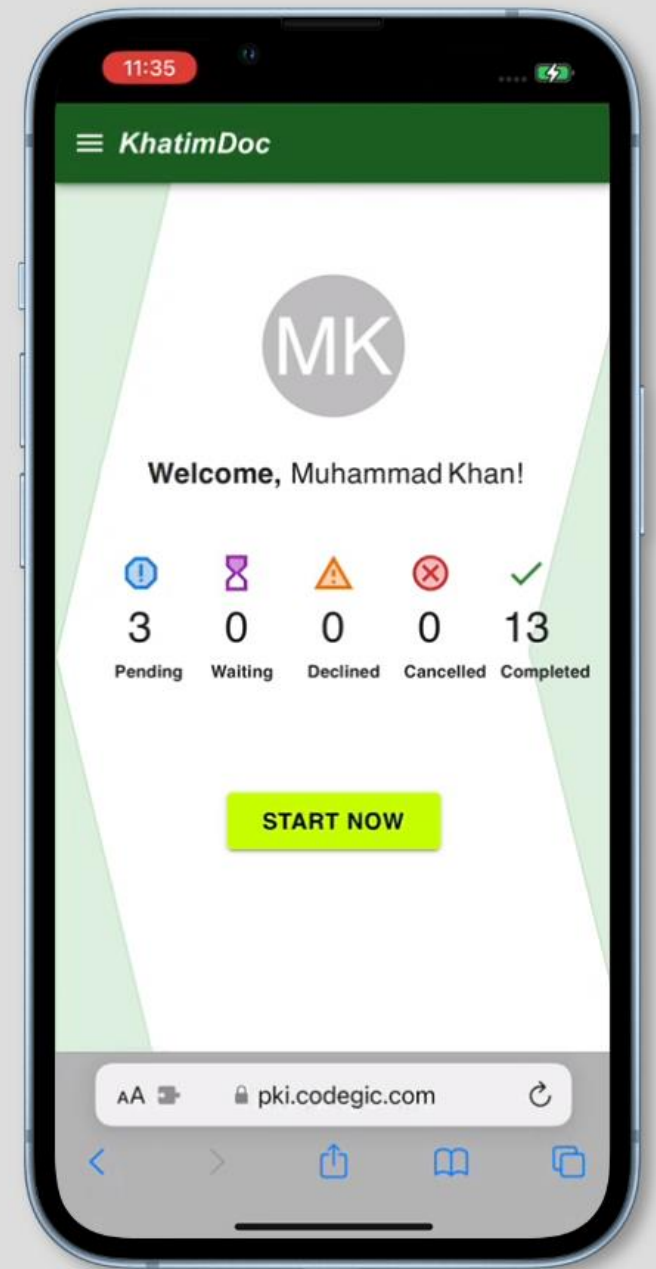 11:35
KhatimDoc
MK
Welcome, Muhammad Khan!
3 0 0 0 13
Pending Waiting Declined Cancelled Completed
START NOW
AA pki.codegic.com